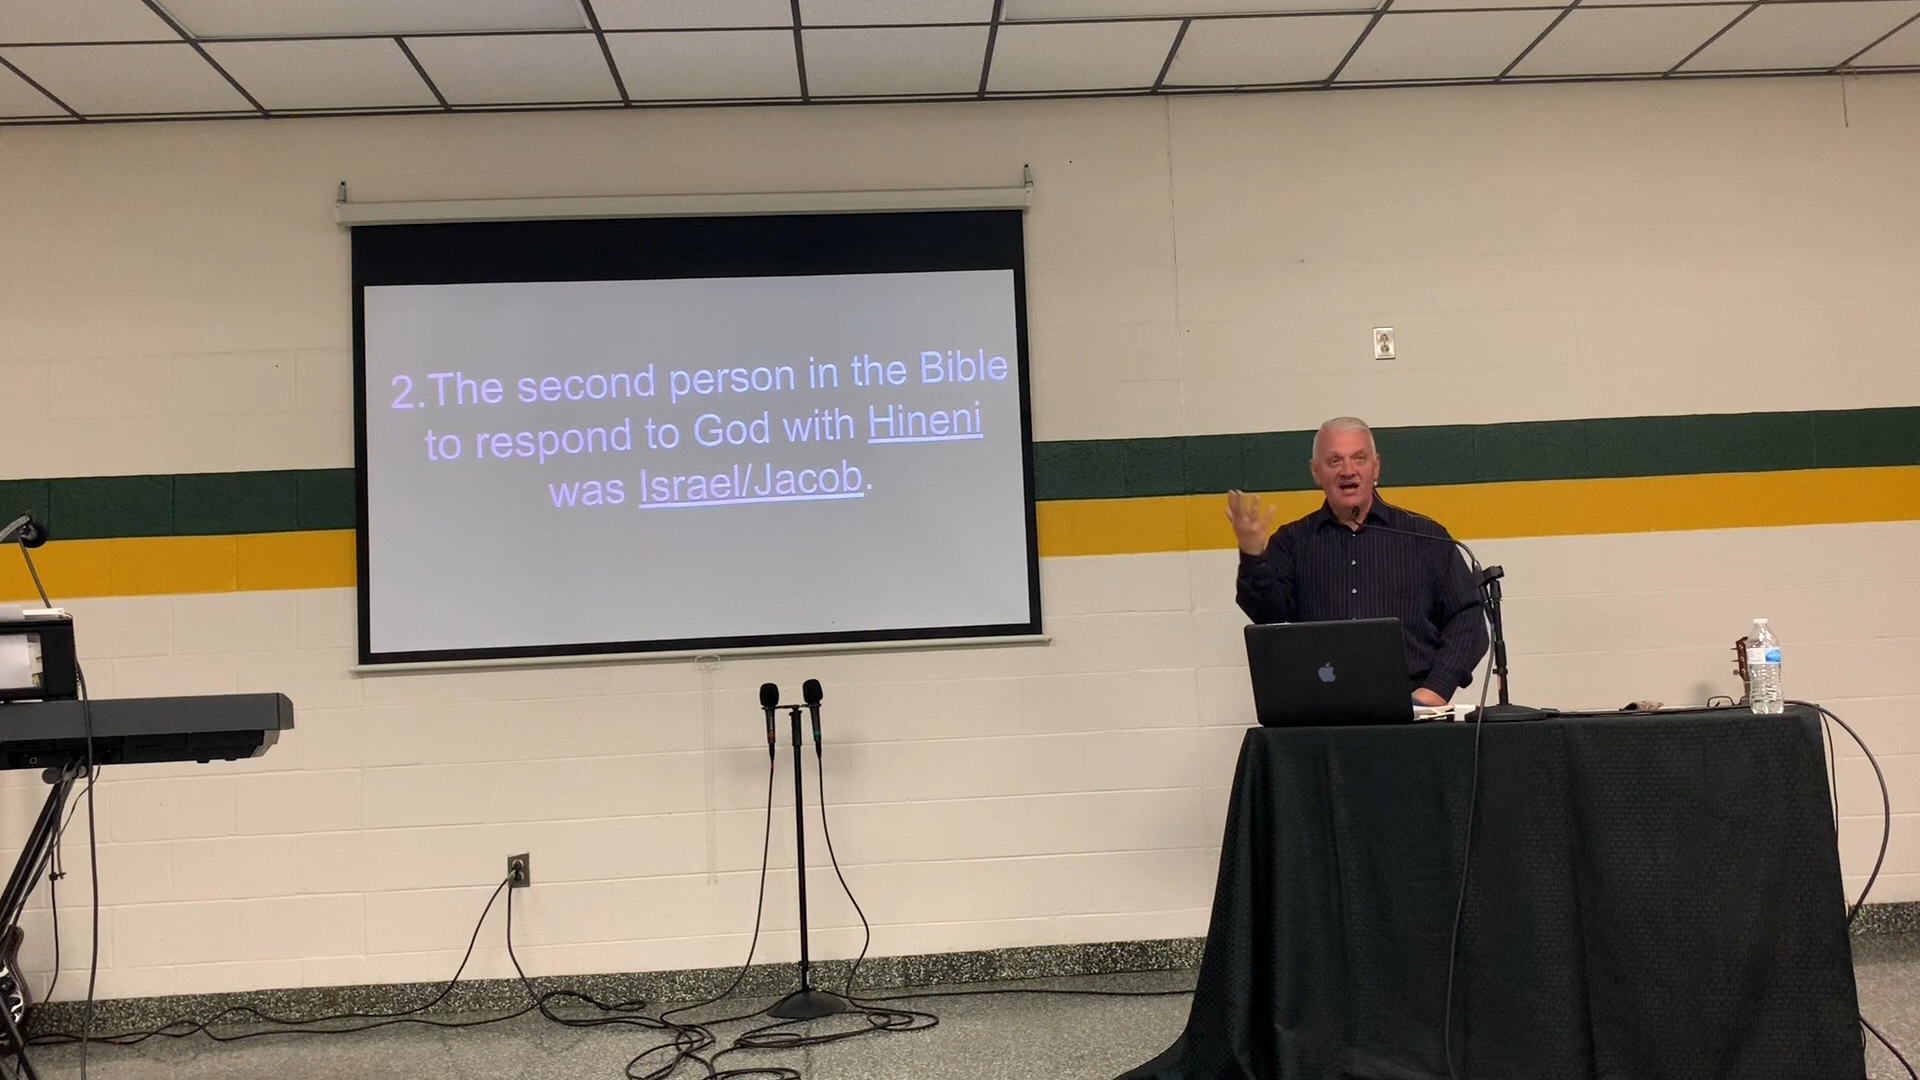 2.The second person in the Bible
to respond to God with Hineni
was Israel/Jacob.